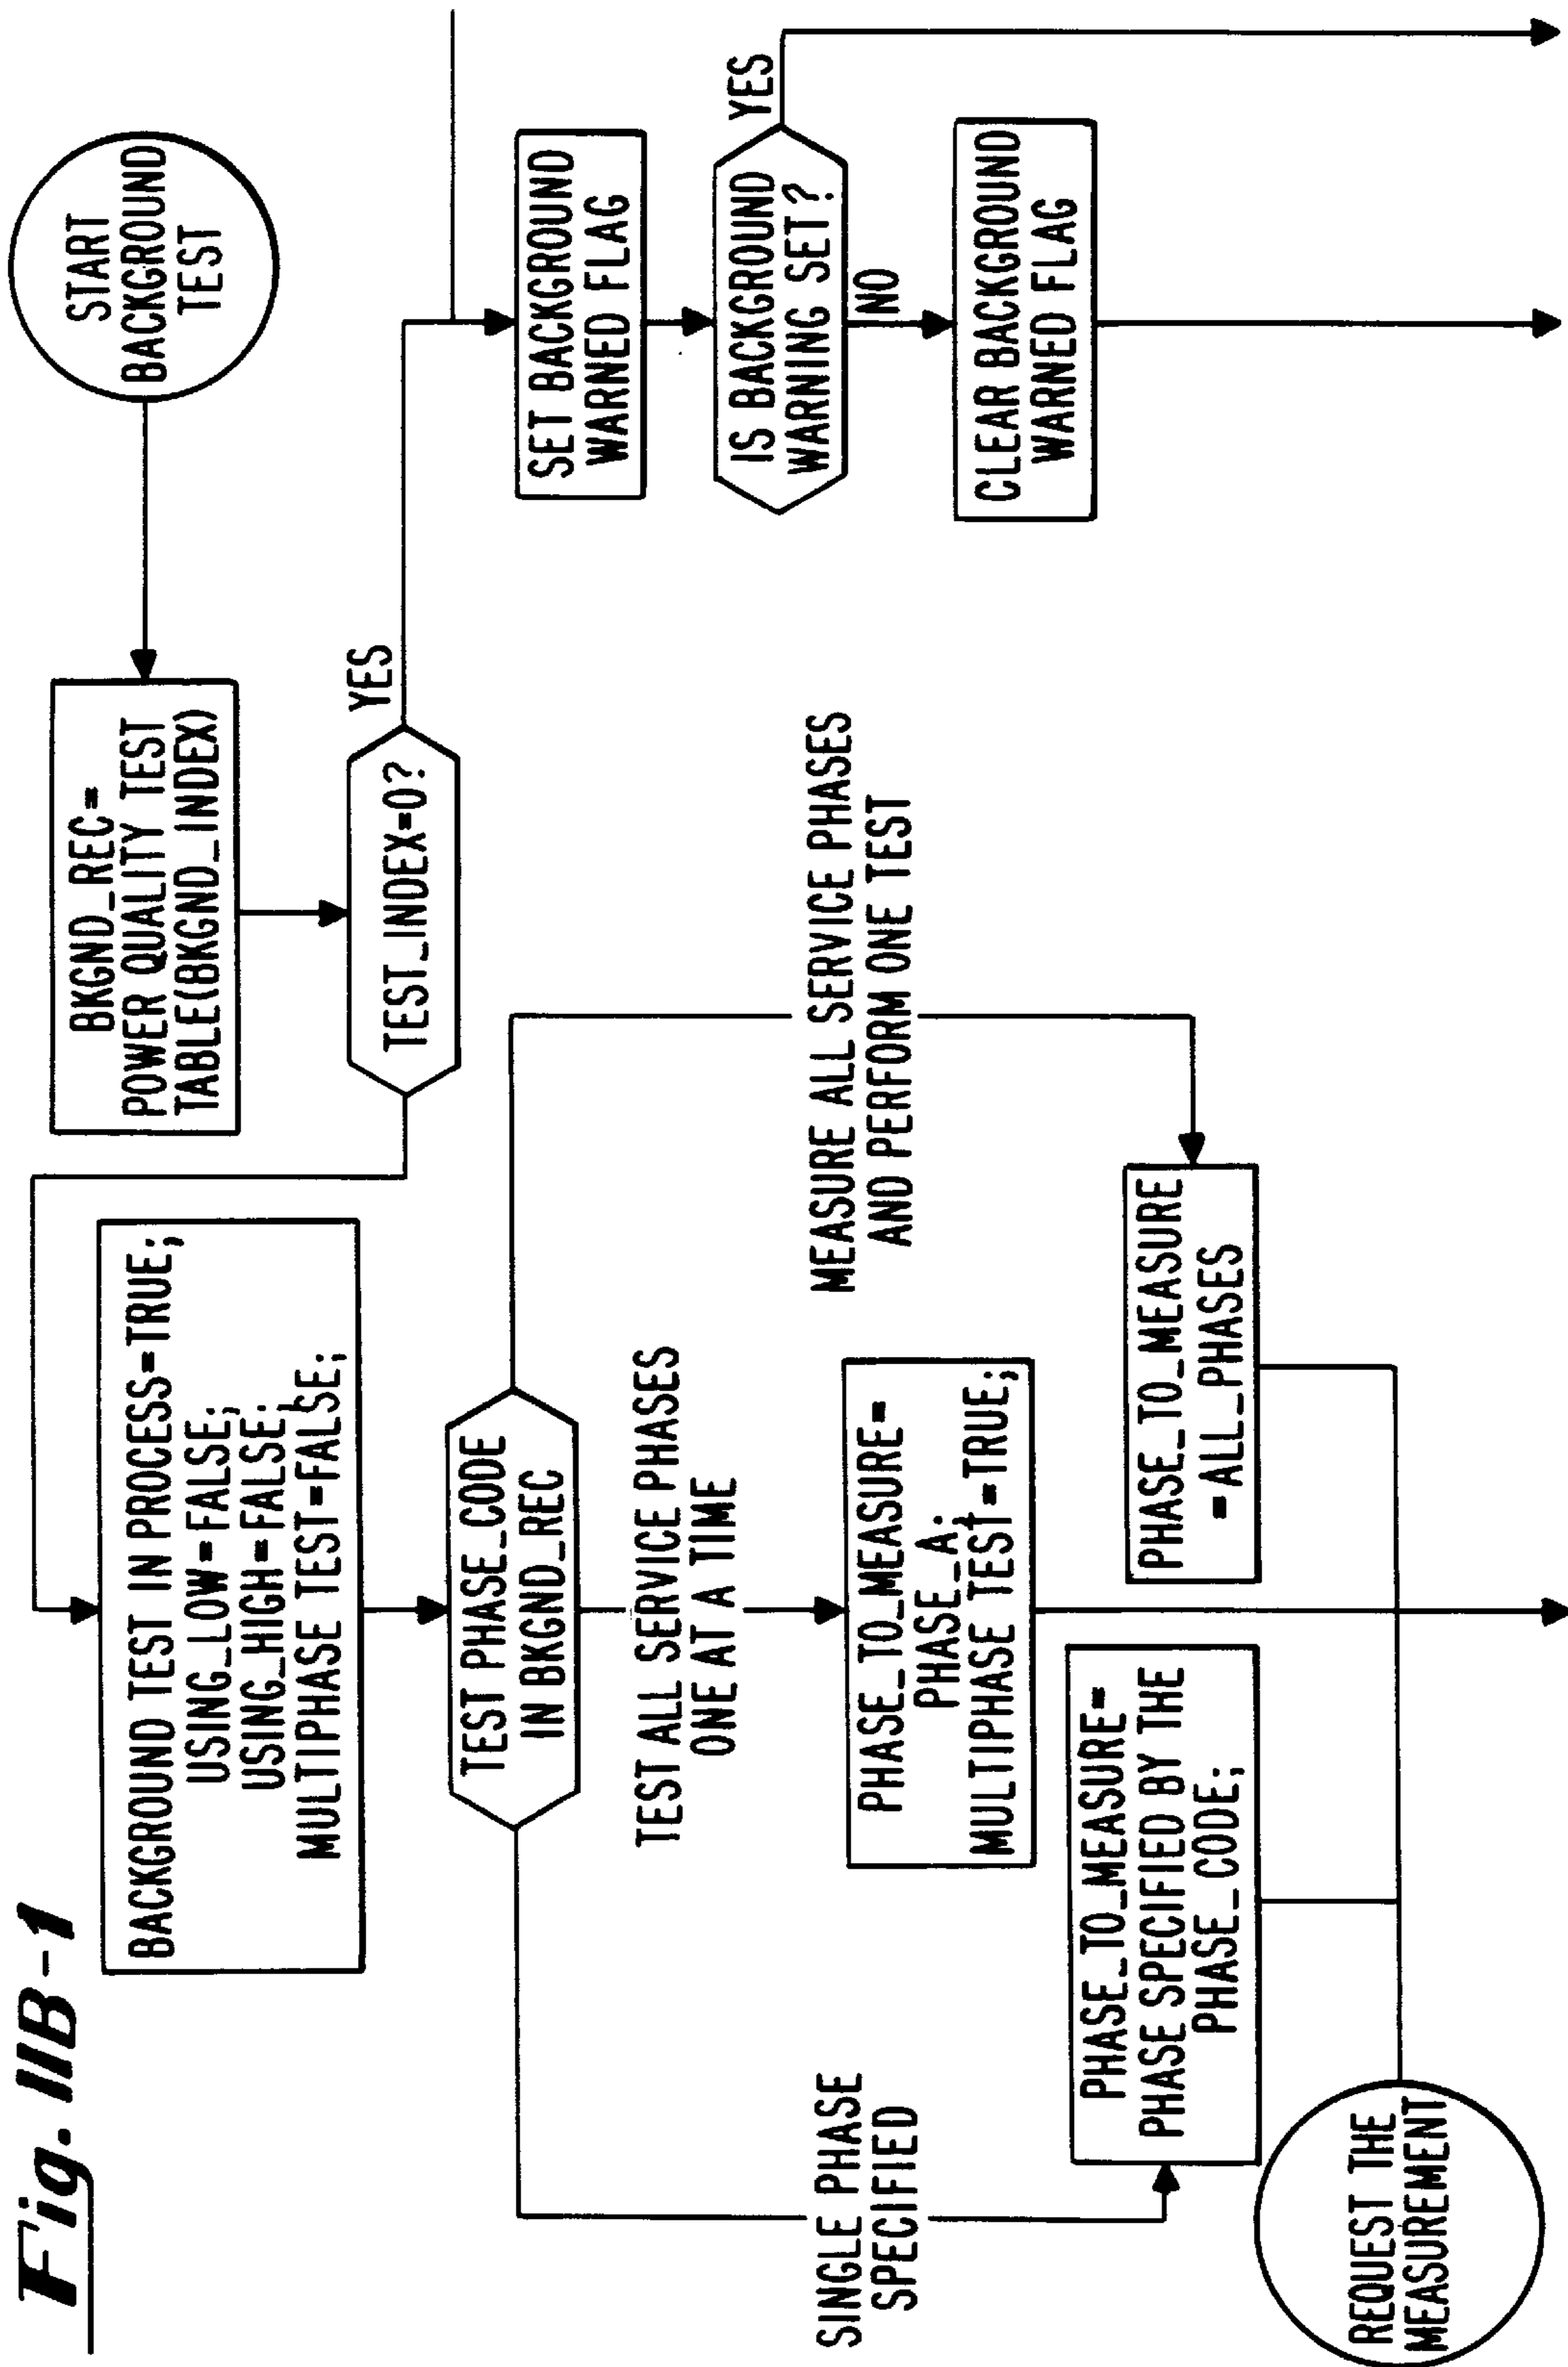 Fig. IIIB-1
START
BACKGROUND
TEST
BKGND_REC=
POWER QUALITY TEST
TABLE(BKGND_INDEX)
TEST_INDEX=0?
YES
BACKGROUND TEST IN PROCESS=TRUE;
USING_LOW=FALSE;
USING_HIGH=FALSE;
MULTIPHASE TEST=FALSE;
SET BACKGROUND
WARNED FLAG
TEST PHASE_CODE
IN BKGND_REC
IS BACKGROUND
WARNING SET?
YES
NO
TEST ALL SERVICE PHASES
ONE AT A TIME
SINGLE PHASE
SPECIFIED
MEASURE ALL SERVICE PHASES
AND PERFORM ONE TEST
CLEAR BACKGROUND
WARNED FLAG
PHASE_TO_MEASURE=
PHASE_A;
MULTIPHASE TEST=TRUE;
PHASE_TO_MEASURE=
PHASE SPECIFIED BY THE
PHASE_CODE;
PHASE_TO_MEASURE
=ALL_PHASES
REQUEST THE
MEASUREMENT